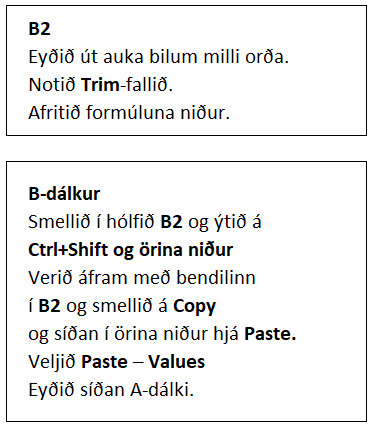 B2
Eyðið út auka bilum milli orða.
Notið Trim-fallið.
Afritið formúluna niður.
B-dálkur
Smellið í hólfið B2 og ýtið á
Ctrl+Shift og örina niður
Verið áfram með bendilinn
í B2 og smellið á Copy
og síðan í örina niður hjá Paste.
Veljið Paste – Values
Eyðið síðan A-dálki.